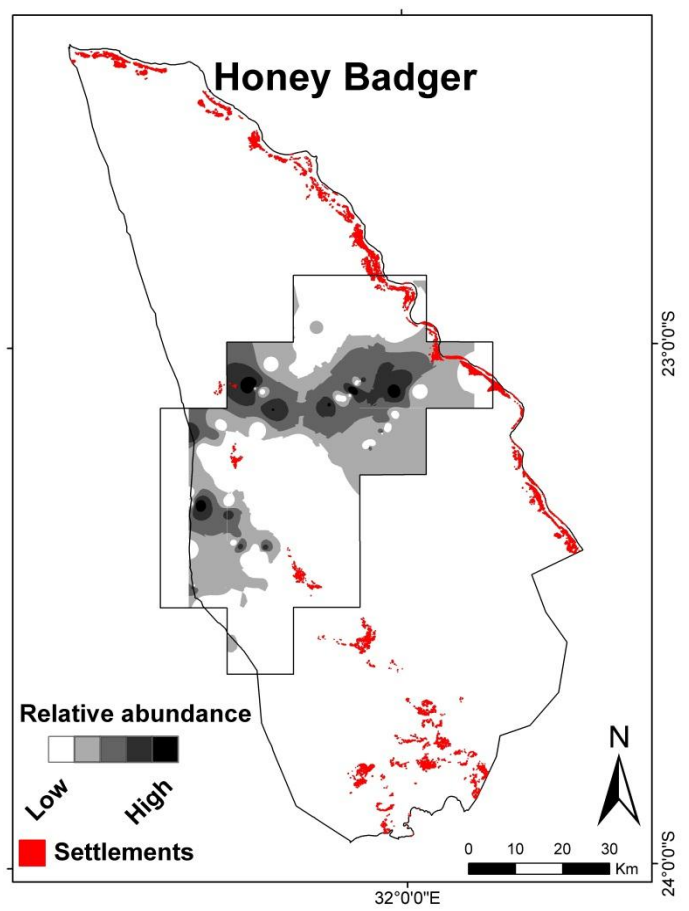 Honey Badger
23°0'0"S
Relative abundance
Low
High
N
Settlements
0 10 20 30
Km
24°0'0"S
32°0'0"E